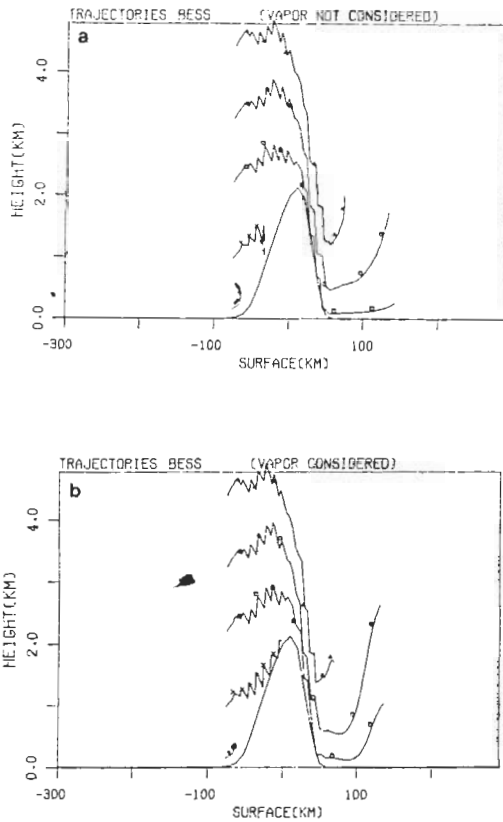 TRAJECTORIES BESS (VAPOR NOT CONSIDERED)
a
4.0
2.0
0.0
HEIGHT(KM)
-300 -100 100
SURFACE(KM)
TRAJECTORIES BESS (VAPOR CONSIDERED)
b
4.0
2.0
0.0
HEIGHT(KM)
-300 -100 100
SURFACE(KM)